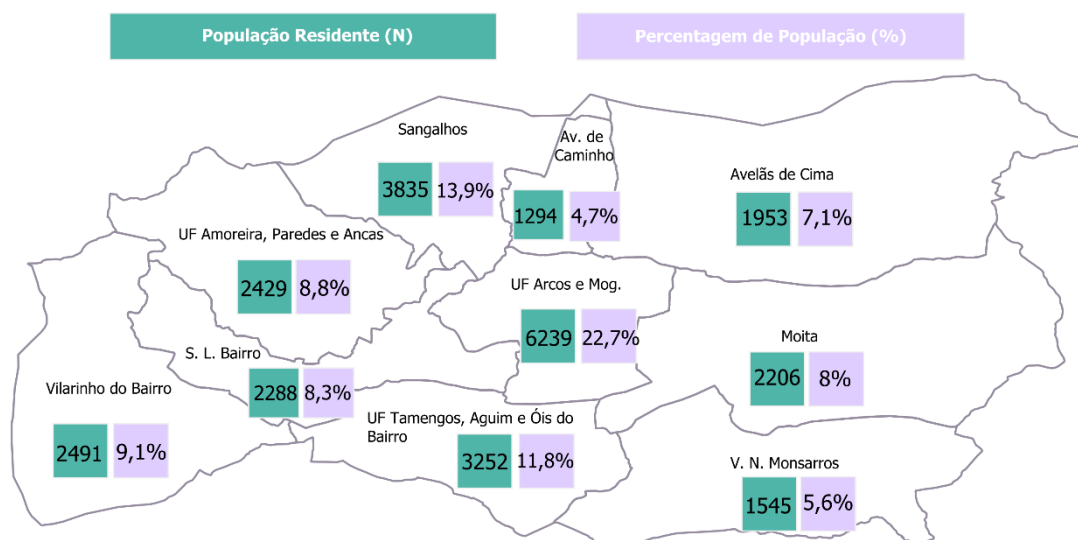 População Residente (N)
Percentagem de População (%)
Sangalhos
3835 13,9%
Av. de
Caminho
1294 4,7%
Avelãs de Cima
1953 7,1%
UF Amoreira, Paredes e Ancas
2429 8,8%
UF Arcos e Mog.
6239 22,7%
S. L. Bairro
2288 8,3%
Moita
2206 8%
Vilarinho do Bairro
2491 9,1%
UF Tamengos, Aguim e Óis do
Bairro
3252 11,8%
V. N. Monsarros
1545 5,6%